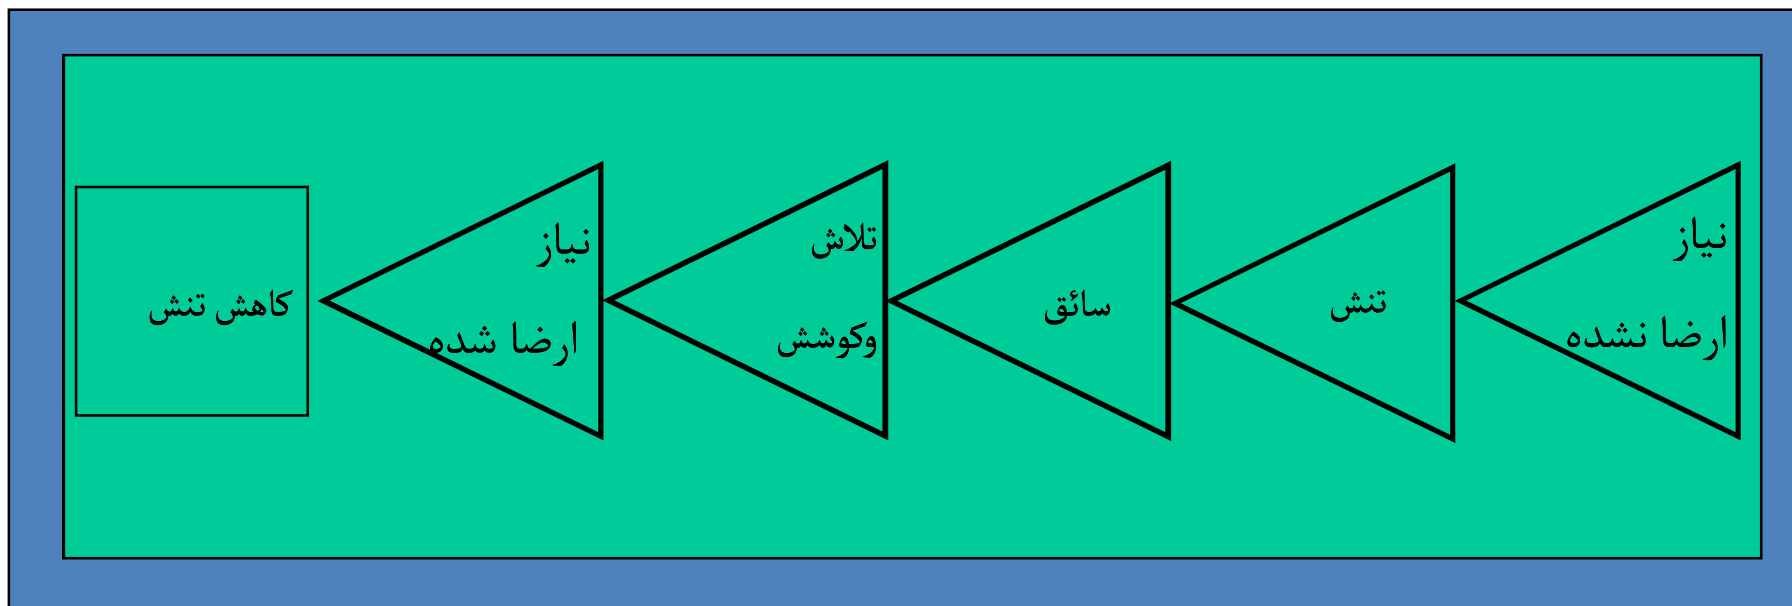 نیاز
ارضا نشده
تنش
سائق
تلاش
وکوشش
نیاز
ارضا شده
کاهش تنش